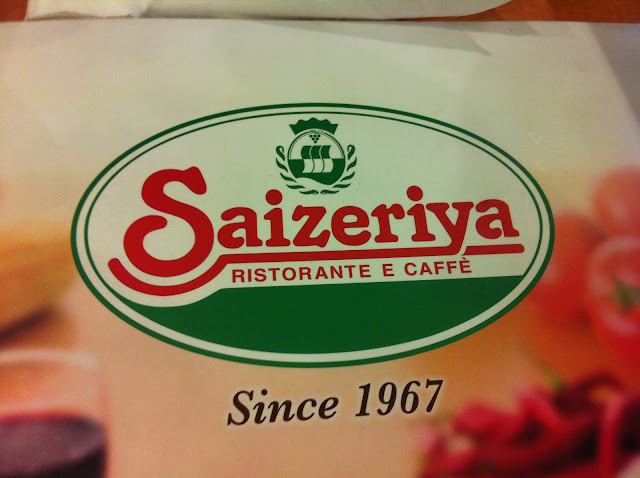 Saizeriya
RISTORANTE E CAFFÈ
Since 1967